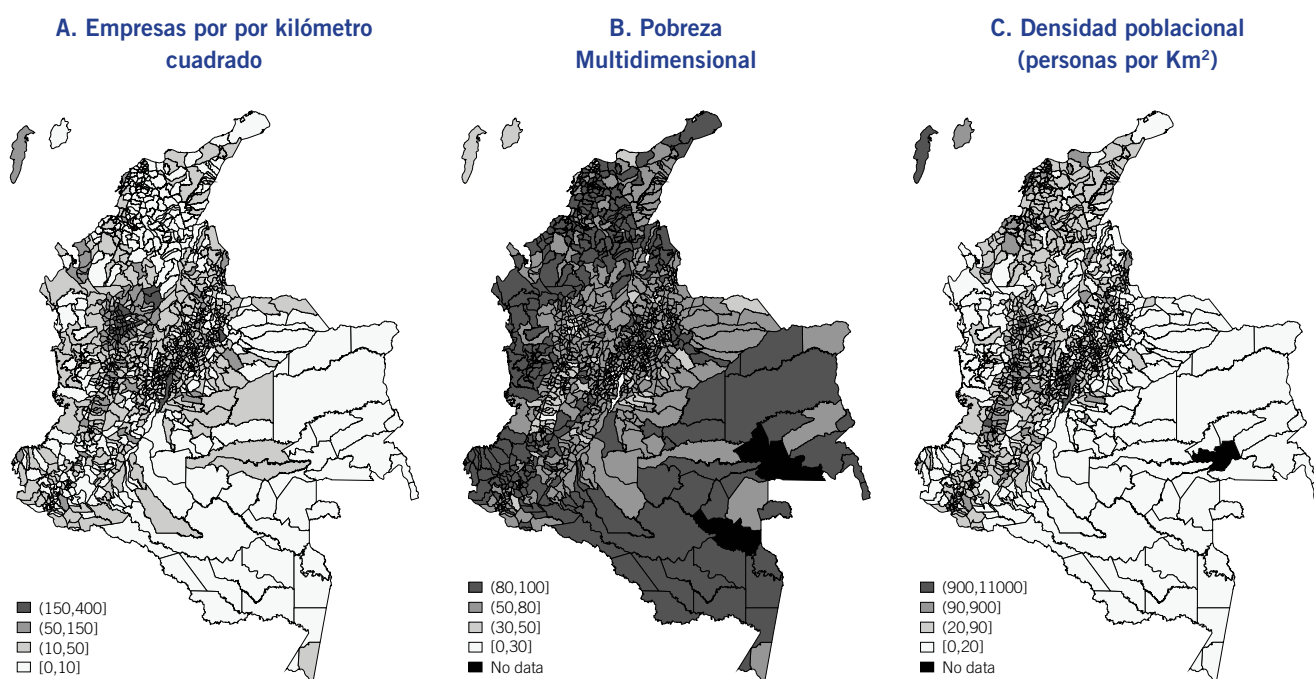 A. Empresas por por kilómetro
cuadrado
(150,400]
(50,150]
(10,50]
[0,10]
B. Pobreza
Multidimensional
(80,100]
(50,80]
(30,50]
[0,30]
No data
C. Densidad poblacional
(personas por Km²)
(900,11000]
(90,900]
(20,90]
[0,20]
No data